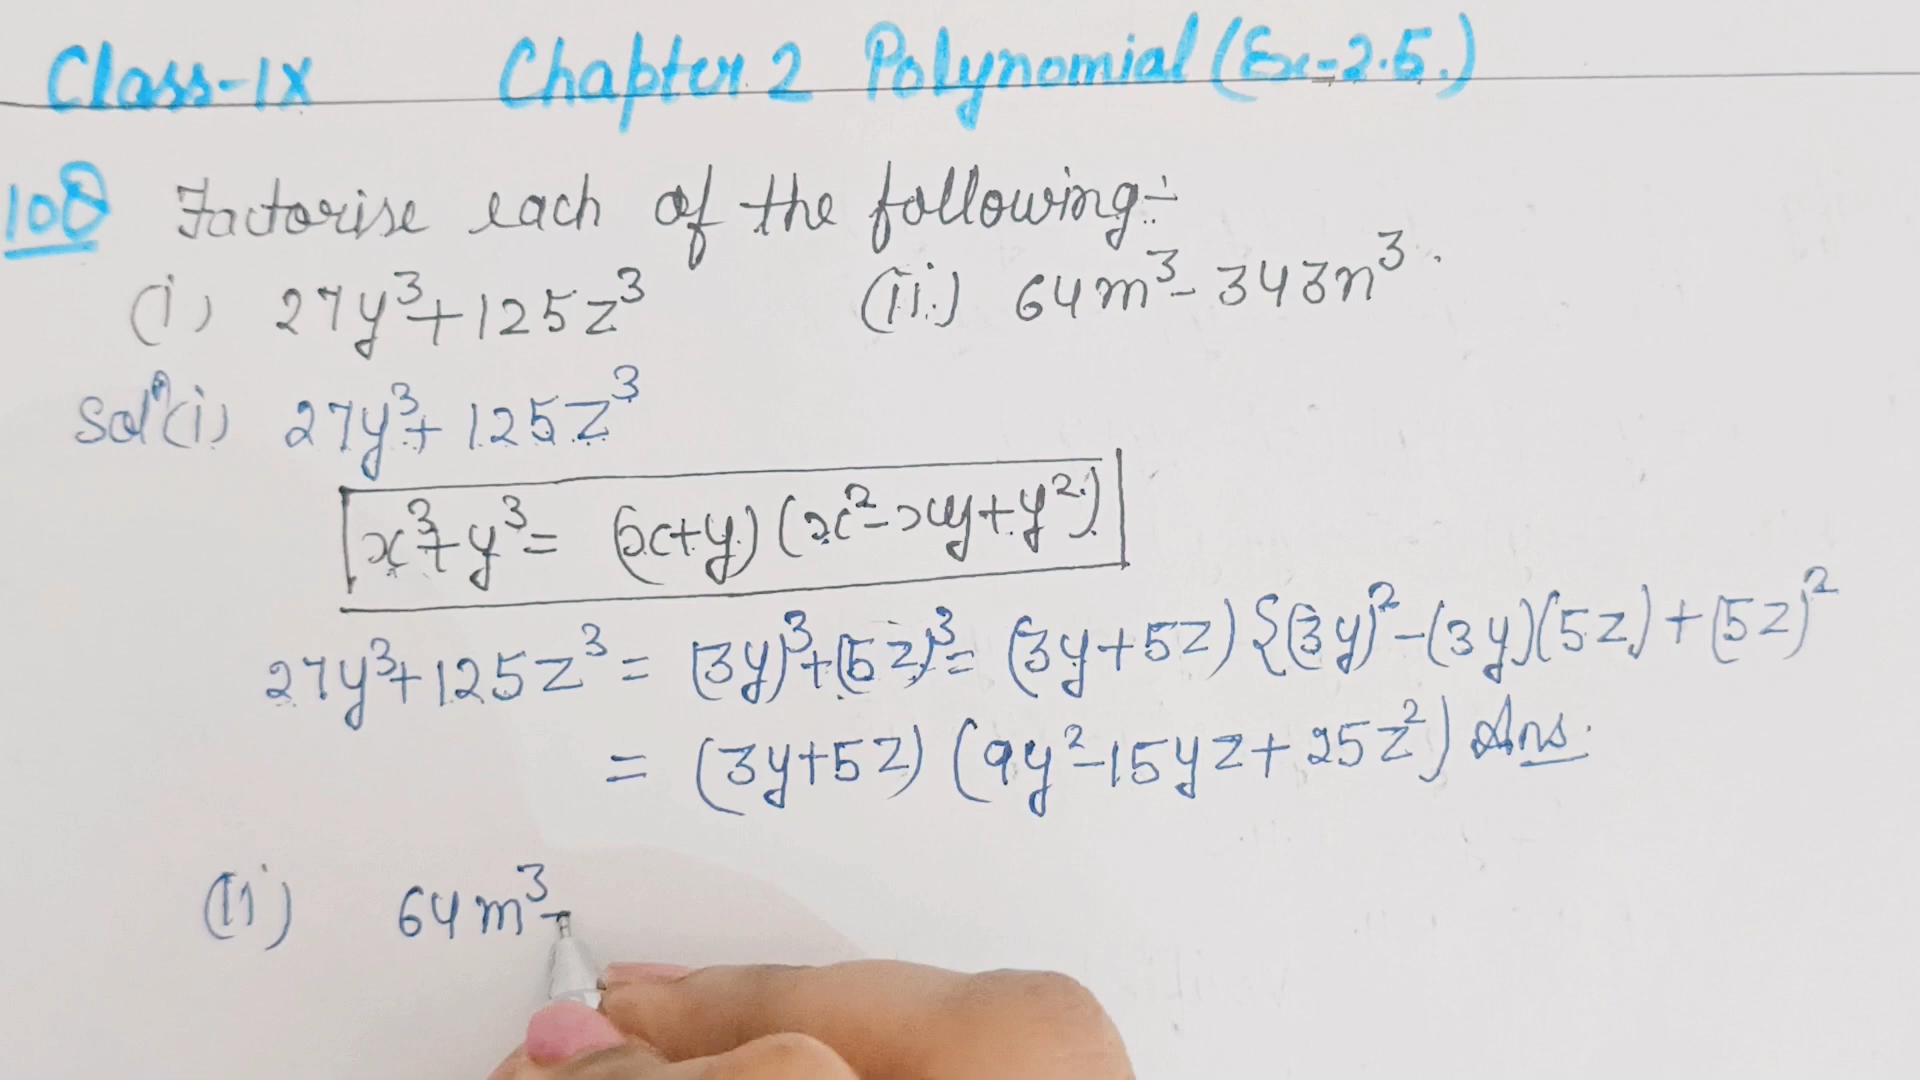 Class-IX Chapter 2 Polynomial (Ex-2.5.)
10Q Factorise each of the following:-
(i) 27y³+125z³ (ii) 64m³-343n³.
Solⁿ(i) 27y³+125z³
x³+y³= (x+y)(x²-xy+y²)
27y³+125z³= (3y)³+(5z)³= (3y+5z){(3y)²-(3y)(5z)+(5z)²
= (3y+5z) (9y²-15yz+25z²) Ans.
(ii) 64m³-